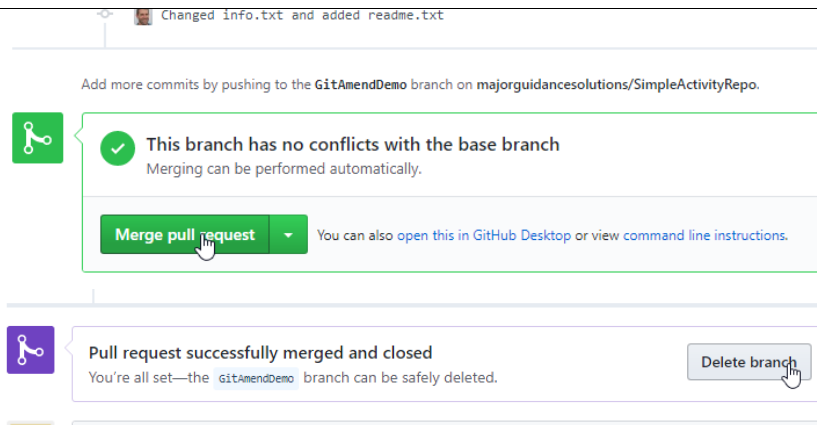 Changed info.txt and added readme.txt
Add more commits by pushing to the GitAmendDemo branch on majorguidancesolutions/SimpleActivityRepo.
This branch has no conflicts with the base branch
Merging can be performed automatically.
Merge pull request
You can also open this in GitHub Desktop or view command line instructions.
Pull request successfully merged and closed
You’re all set—the GitAmendDemo branch can be safely deleted.
Delete branch